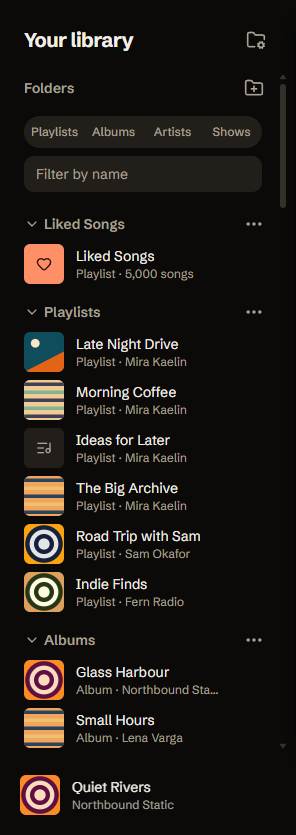 Your library
Folders
Playlists Albums Artists Shows
Filter by name
Liked Songs
Liked Songs
Playlist · 5,000 songs
Playlists
Late Night Drive
Playlist · Mira Kaelin
Morning Coffee
Playlist · Mira Kaelin
Ideas for Later
Playlist · Mira Kaelin
The Big Archive
Playlist · Mira Kaelin
Road Trip with Sam
Playlist · Sam Okafor
Indie Finds
Playlist · Fern Radio
Albums
Glass Harbour
Album · Northbound Sta...
Small Hours
Album · Lena Varga
Quiet Rivers
Northbound Static